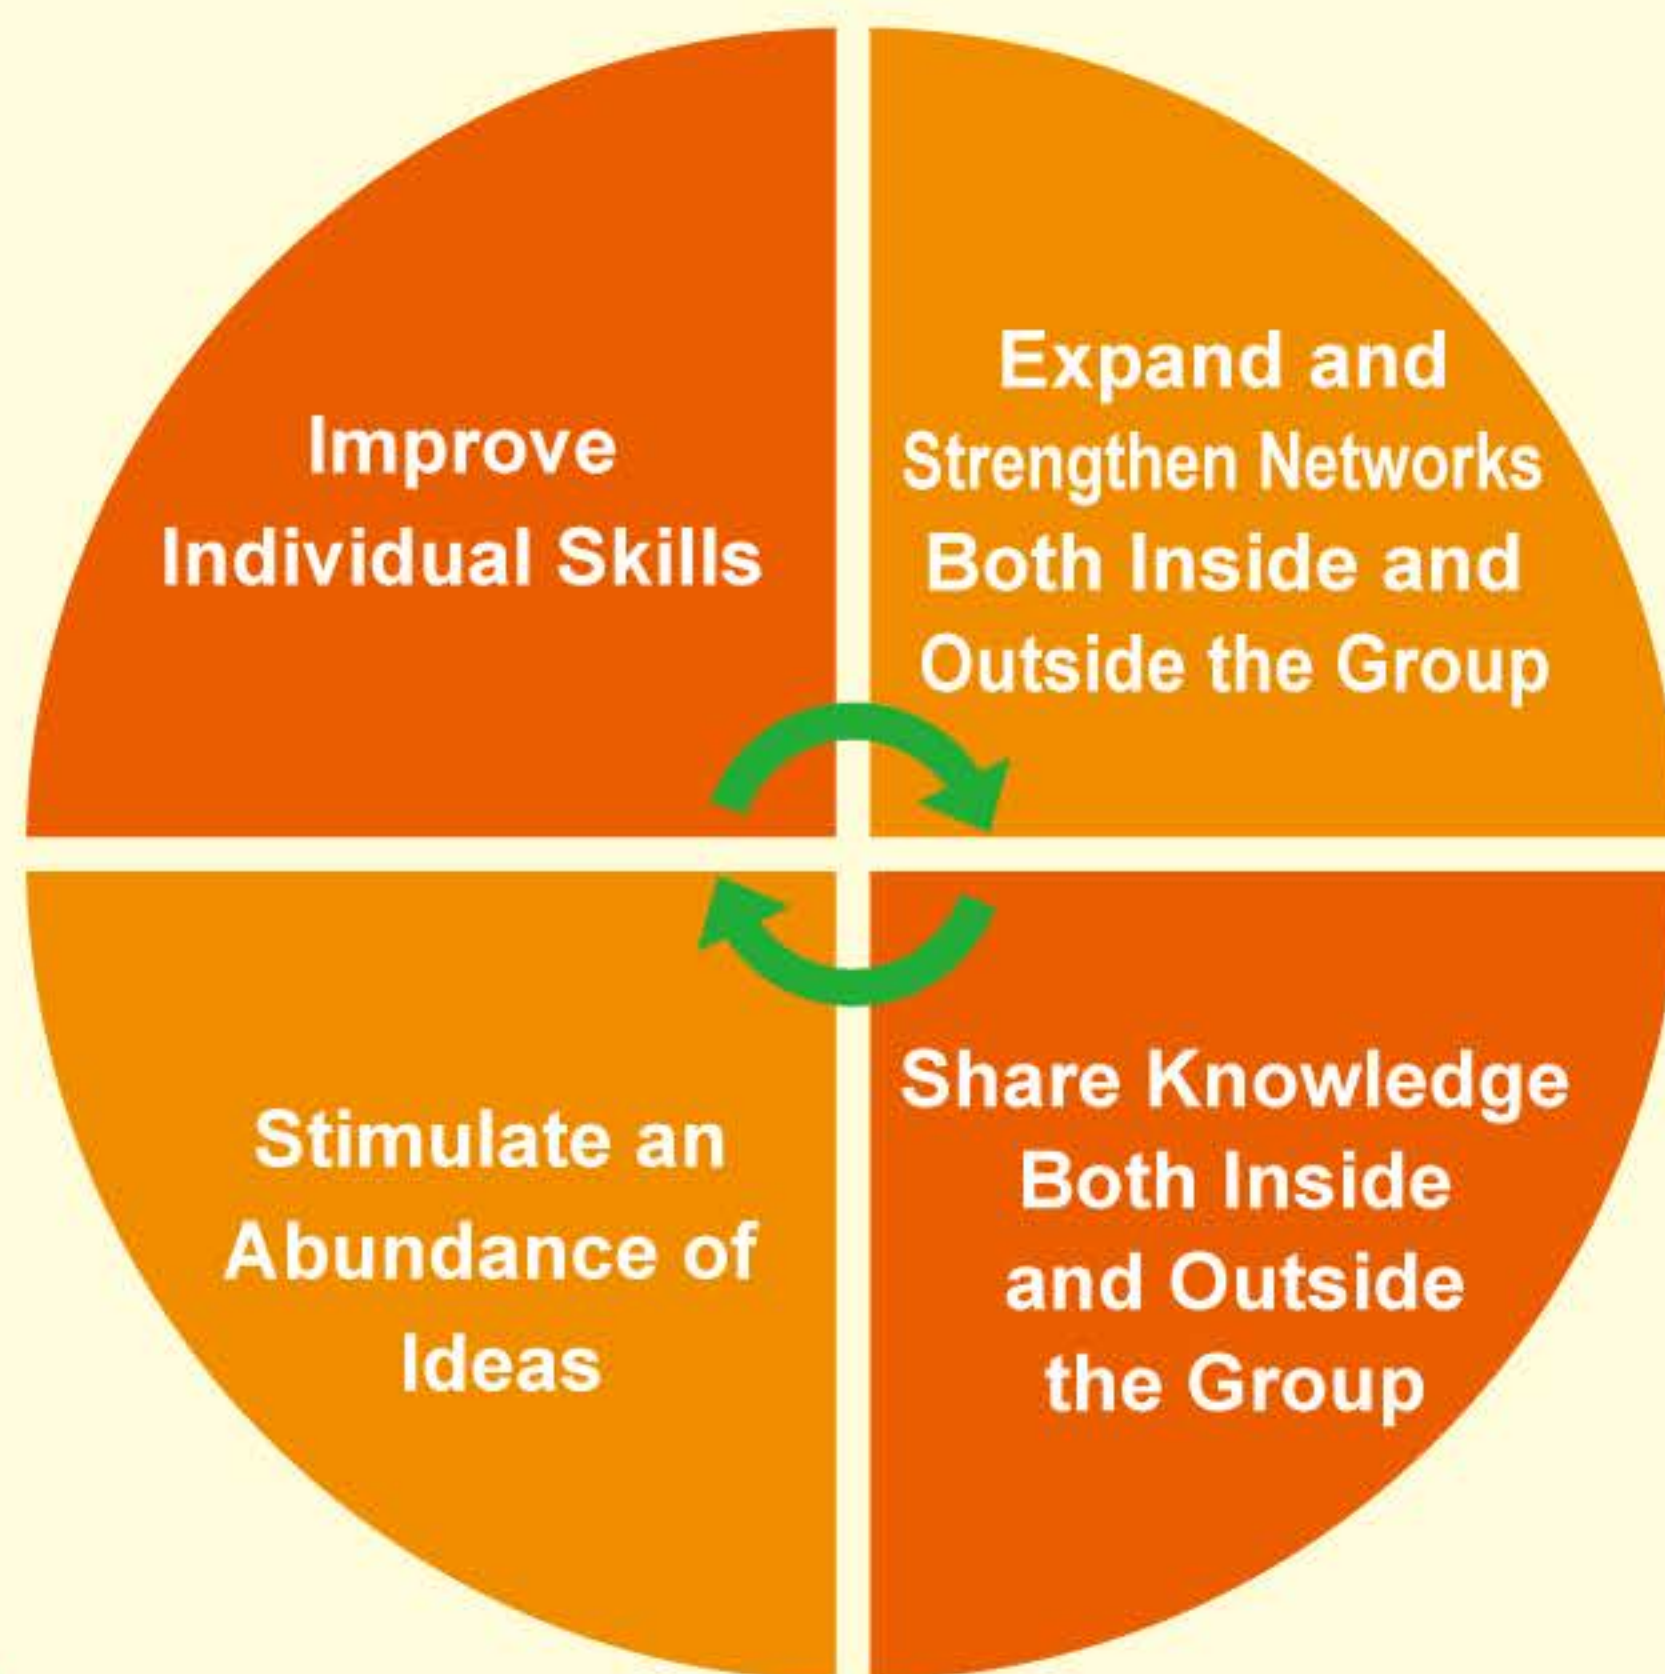 Improve
Individual Skills
Expand and
Strengthen Networks
Both Inside and
Outside the Group
Share Knowledge
Both Inside
and Outside
the Group
Stimulate an
Abundance of
Ideas